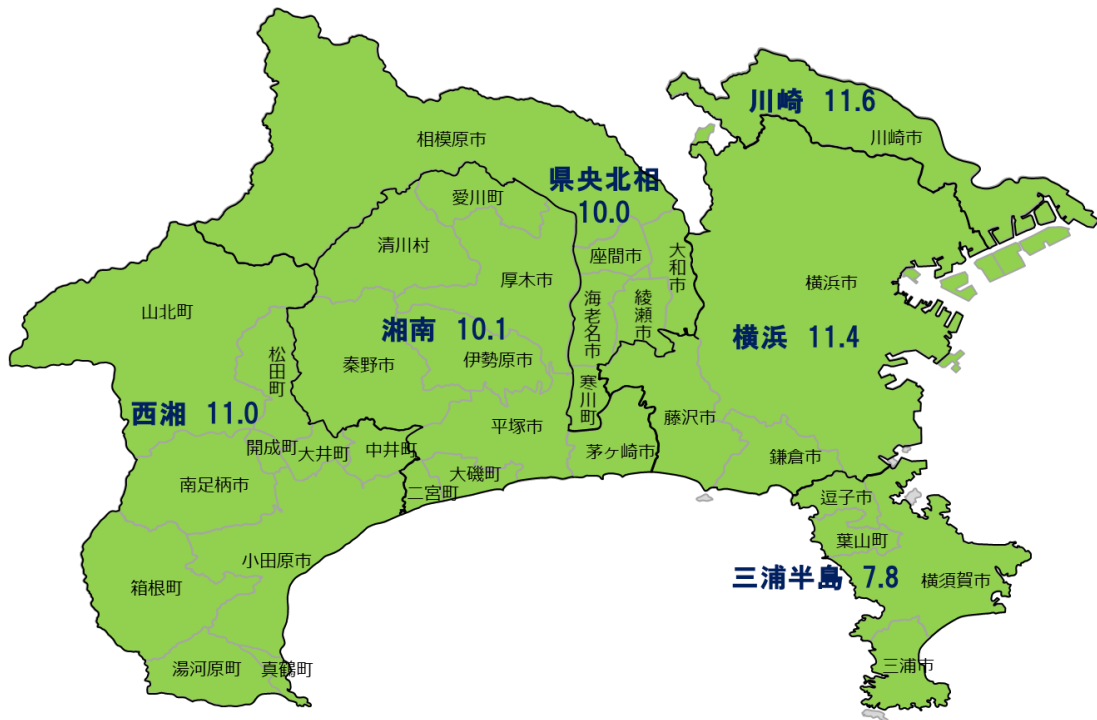 川崎 11.6
川崎市
相模原市
県央北相
10.0
愛川町
清川村
座間市
大和市
厚木市
横浜市
山北町
海老名市
綾瀬市
湘南 10.1
横浜 11.4
松田町
秦野市
伊勢原市
寒川町
西湘 11.0
藤沢市
平塚市
開成町
大井町
中井町
茅ヶ崎市
鎌倉市
南足柄市
大磯町
二宮町
逗子市
葉山町
小田原市
三浦半島 7.8
箱根町
横須賀市
湯河原町
真鶴町
三浦市